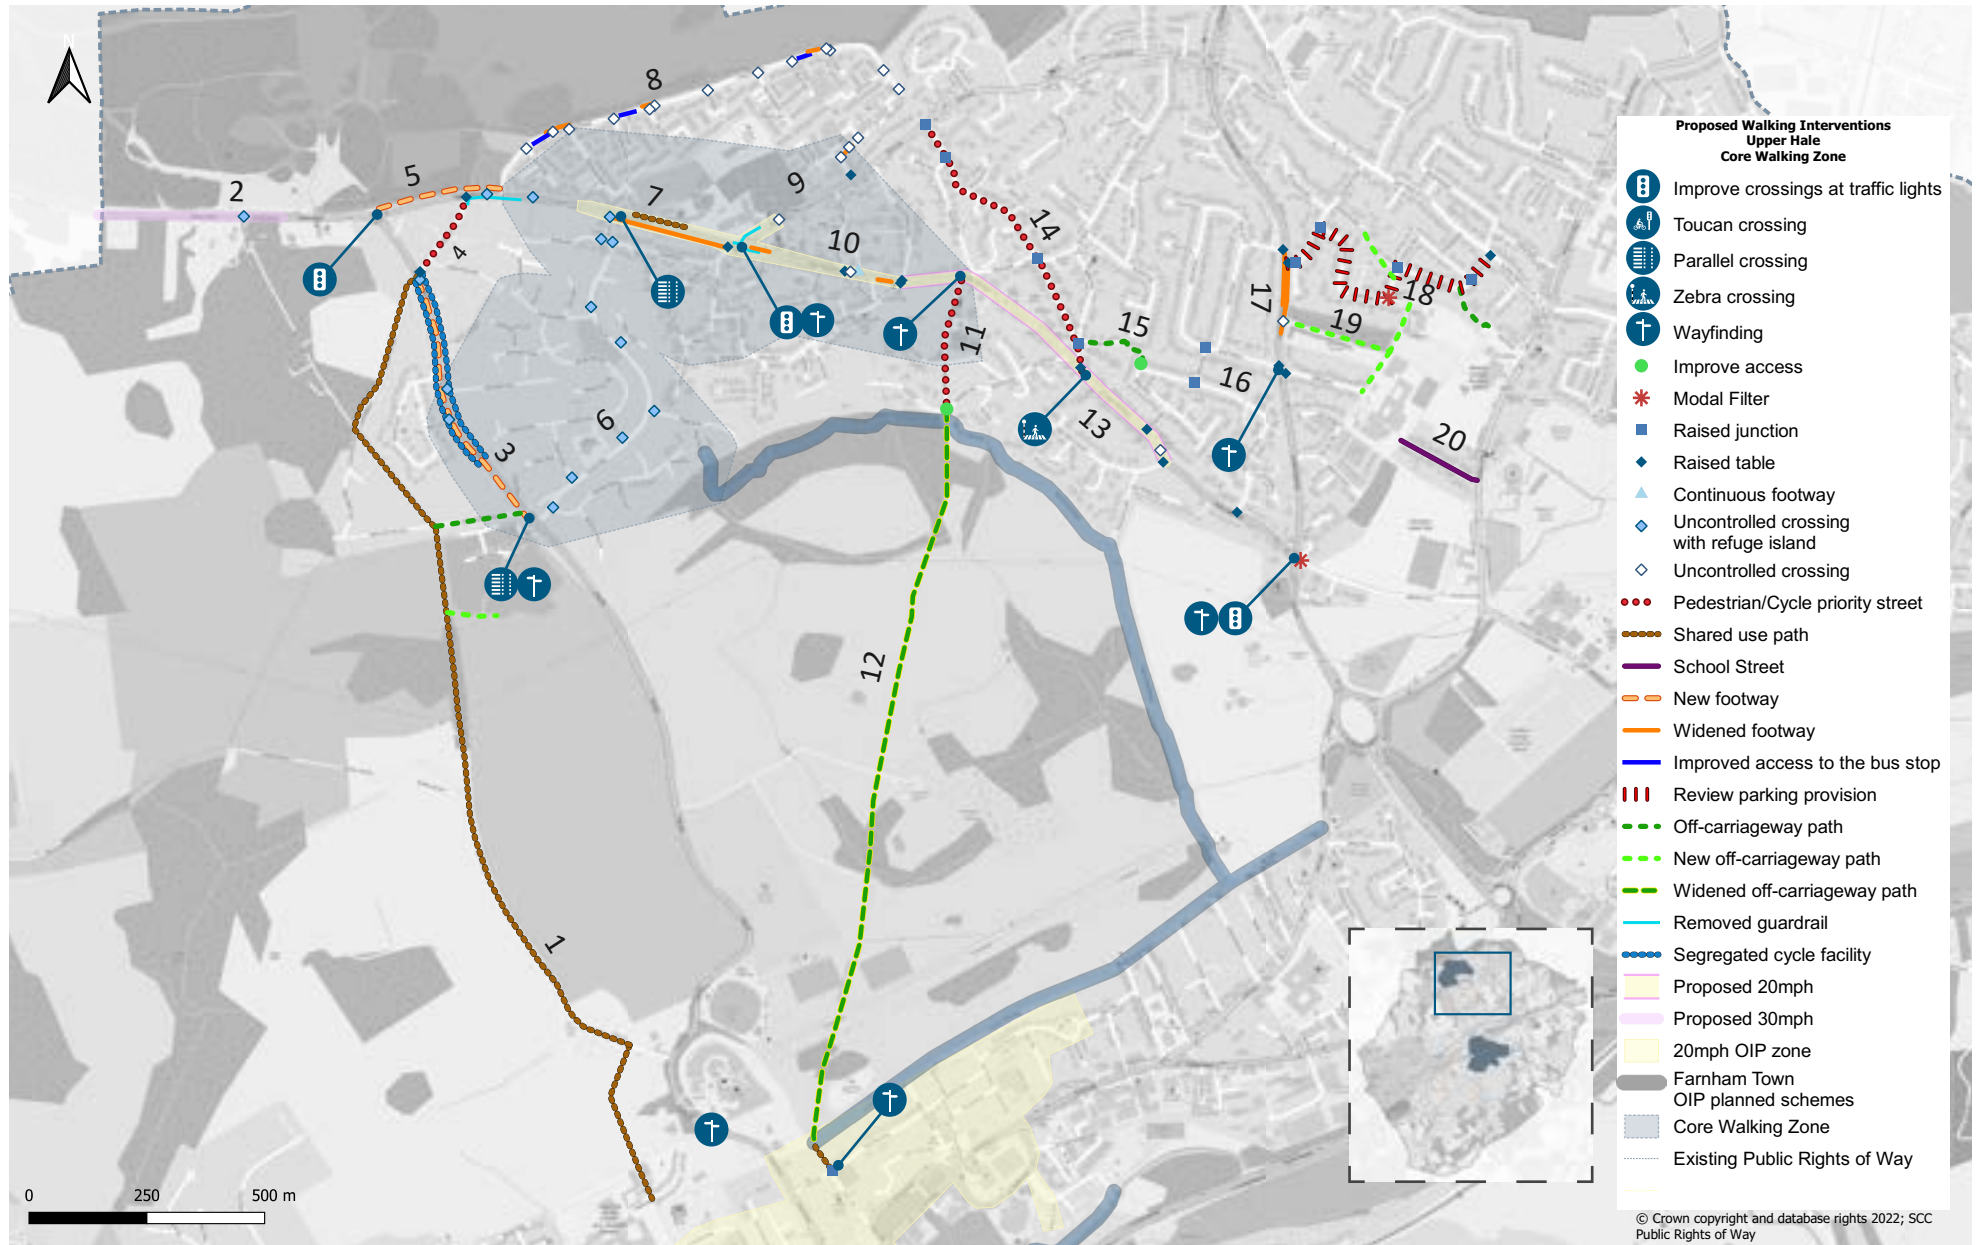 N
8
5
2
7
9
4
10
14
11
15
17
18
19
16
13
20
6
3
12
1
0 250 500 m
Proposed Walking Interventions
Upper Hale
Core Walking Zone
Improve crossings at traffic lights
Toucan crossing
Parallel crossing
Zebra crossing
Wayfinding
Improve access
Modal Filter
Raised junction
Raised table
Continuous footway
Uncontrolled crossing
with refuge island
Uncontrolled crossing
Pedestrian/Cycle priority street
Shared use path
School Street
New footway
Widened footway
Improved access to the bus stop
Review parking provision
Off-carriageway path
New off-carriageway path
Widened off-carriageway path
Removed guardrail
Segregated cycle facility
Proposed 20mph
Proposed 30mph
20mph OIP zone
Farnham Town
OIP planned schemes
Core Walking Zone
Existing Public Rights of Way
© Crown copyright and database rights 2022; SCC
Public Rights of Way